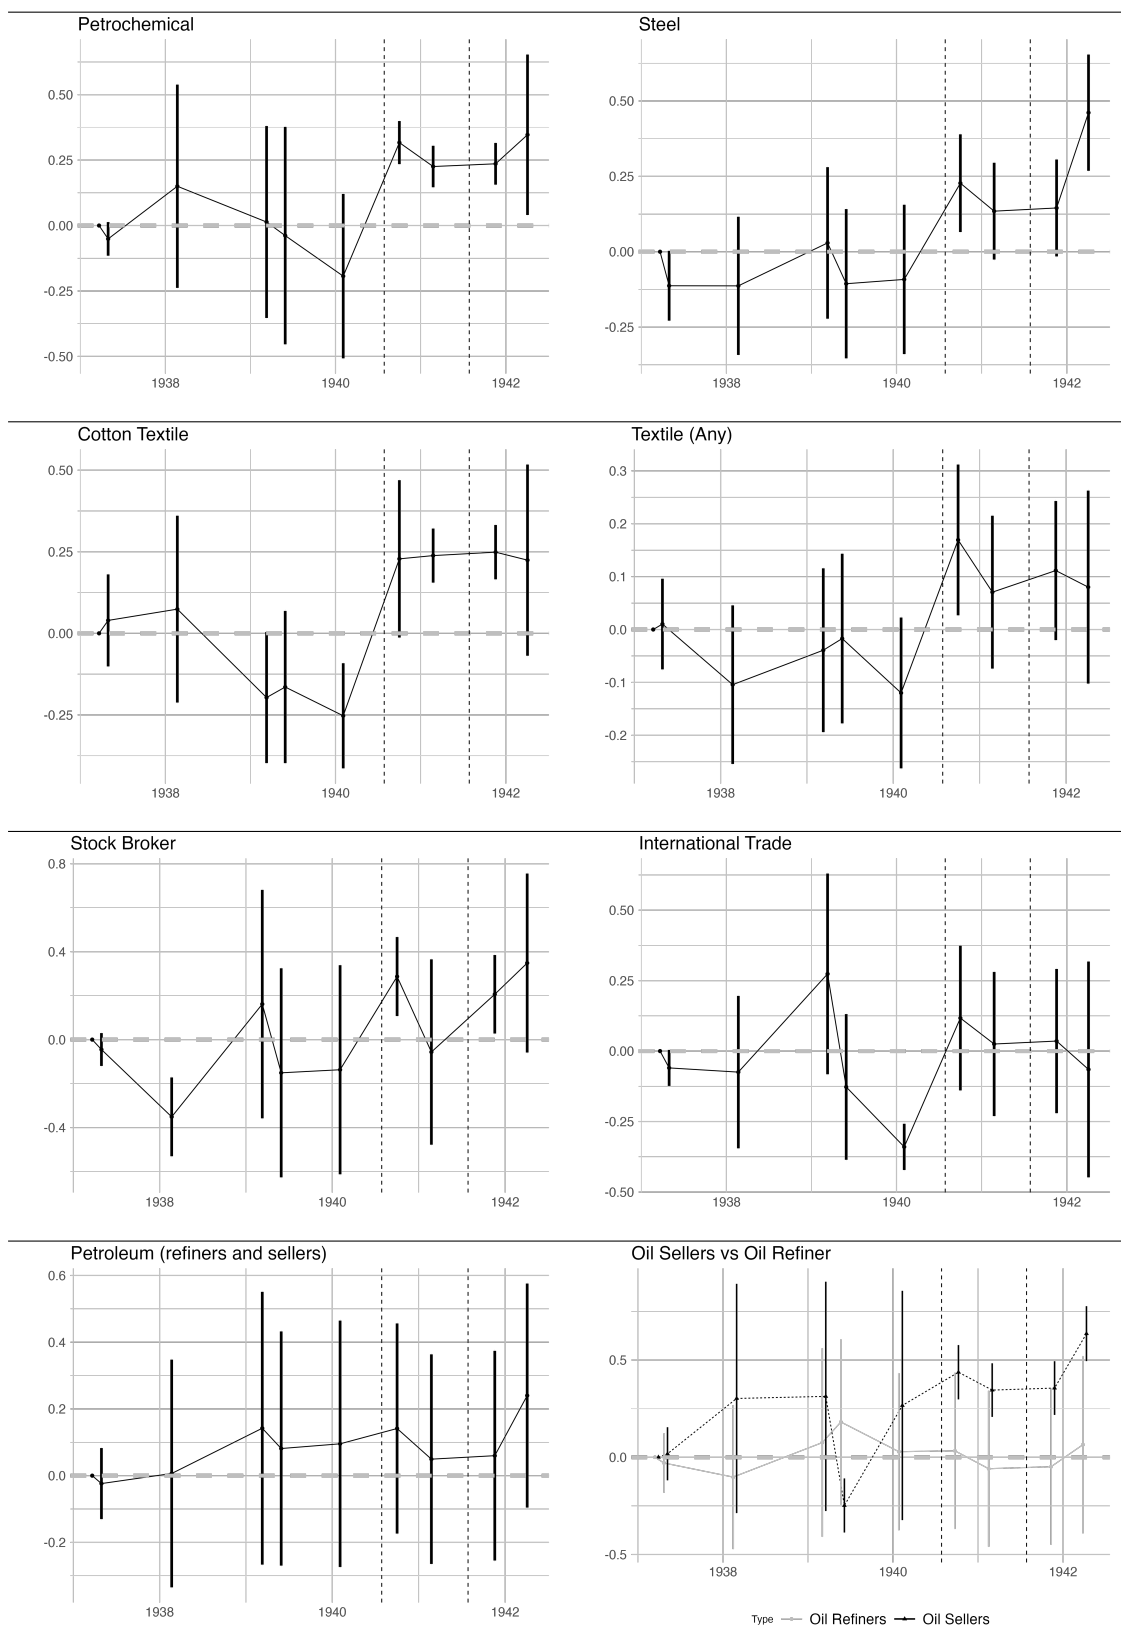 Petrochemical
0.50
0.25
0.00
-0.25
-0.50
1938 1940 1942
Steel
0.50
0.25
0.00
-0.25
1938 1940 1942
Cotton Textile
0.50
0.25
0.00
-0.25
1938 1940 1942
Textile (Any)
0.3
0.2
0.1
0.0
-0.1
-0.2
1938 1940 1942
Stock Broker
0.8
0.4
0.0
-0.4
1938 1940 1942
International Trade
0.50
0.25
0.00
-0.25
-0.50
1938 1940 1942
Petroleum (refiners and sellers)
0.6
0.4
0.2
0.0
-0.2
1938 1940 1942
Oil Sellers vs Oil Refiner
0.5
0.0
-0.5
1938 1940 1942
Type Oil Refiners Oil Sellers